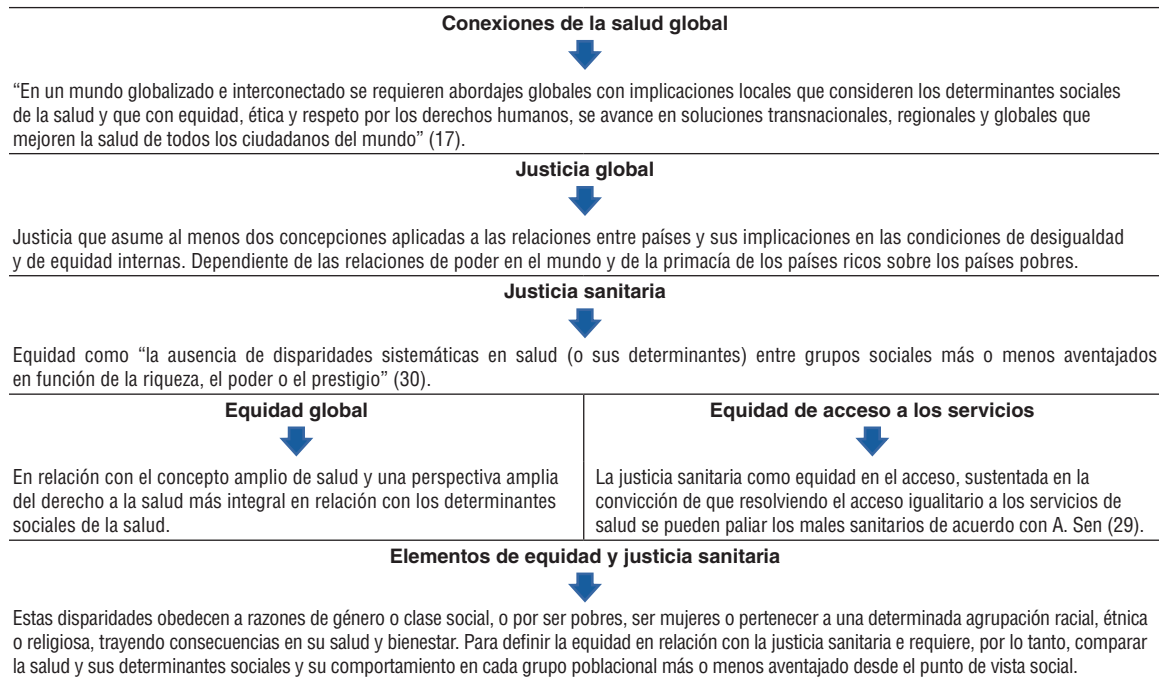 Conexiones de la salud global
“En un mundo globalizado e interconectado se requieren abordajes globales con implicaciones locales que consideren los determinantes sociales
de la salud y que con equidad, ética y respeto por los derechos humanos, se avance en soluciones transnacionales, regionales y globales que
mejoren la salud de todos los ciudadanos del mundo” (17).
Justicia global
Justicia que asume al menos dos concepciones aplicadas a las relaciones entre países y sus implicaciones en las condiciones de desigualdad
y de equidad internas. Dependiente de las relaciones de poder en el mundo y de la primacía de los países ricos sobre los países pobres.
Justicia sanitaria
Equidad como “la ausencia de disparidades sistemáticas en salud (o sus determinantes) entre grupos sociales más o menos aventajados
en función de la riqueza, el poder o el prestigio” (30).
Equidad global
En relación con el concepto amplio de salud y una perspectiva amplia
del derecho a la salud más integral en relación con los determinantes
sociales de la salud.
Equidad de acceso a los servicios
La justicia sanitaria como equidad en el acceso, sustentada en la
convicción de que resolviendo el acceso igualitario a los servicios de
salud se pueden paliar los males sanitarios de acuerdo con A. Sen (29).
Elementos de equidad y justicia sanitaria
Estas disparidades obedecen a razones de género o clase social, o por ser pobres, ser mujeres o pertenecer a una determinada agrupación racial, étnica
o religiosa, trayendo consecuencias en su salud y bienestar. Para definir la equidad en relación con la justicia sanitaria e requiere, por lo tanto, comparar
la salud y sus determinantes sociales y su comportamiento en cada grupo poblacional más o menos aventajado desde el punto de vista social.